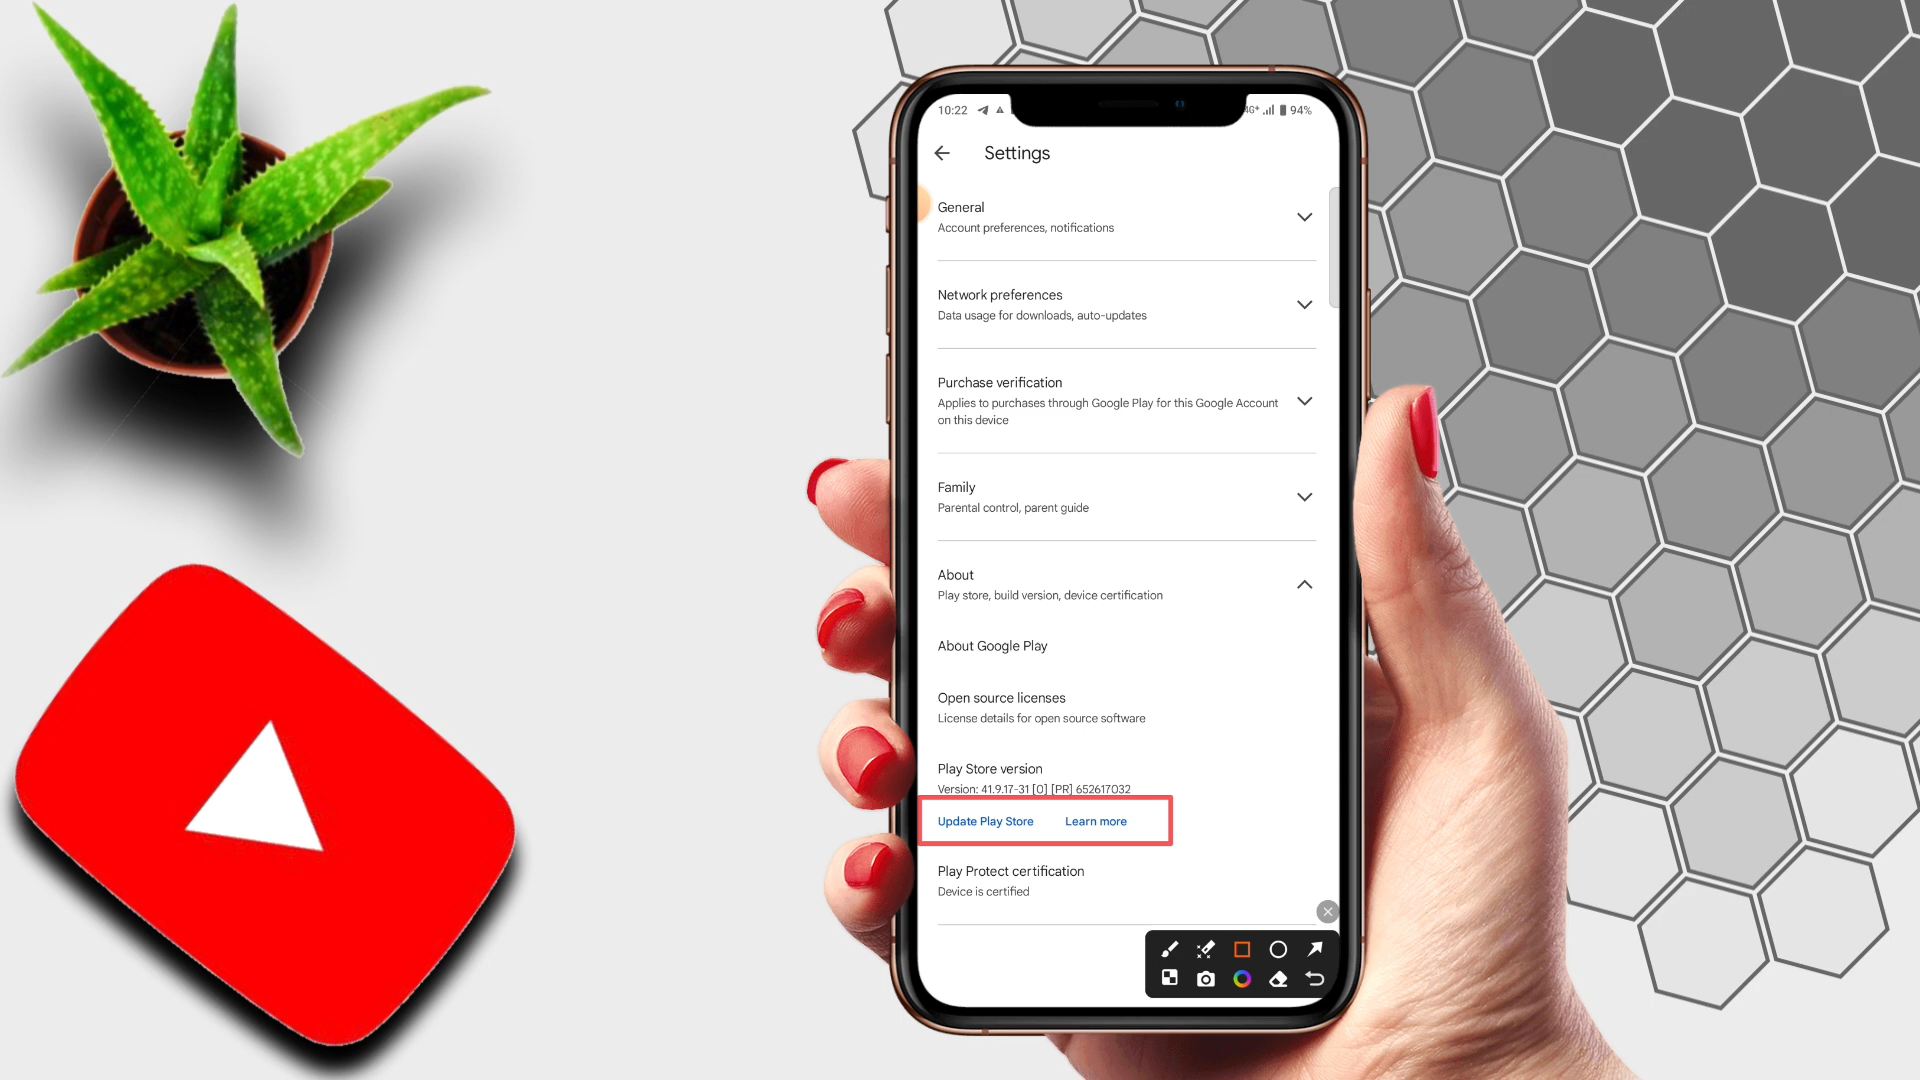 10:22
4G+ 94%
Settings
General
Account preferences, notifications
Network preferences
Data usage for downloads, auto-updates
Purchase verification
Applies to purchases through Google Play for this Google Account
on this device
Family
Parental control, parent guide
About
Play store, build version, device certification
About Google Play
Open source licenses
License details for open source software
Play Store version
Version: 41.9.17-31 [0] [PR] 652617032
Update Play Store Learn more
Play Protect certification
Device is certified